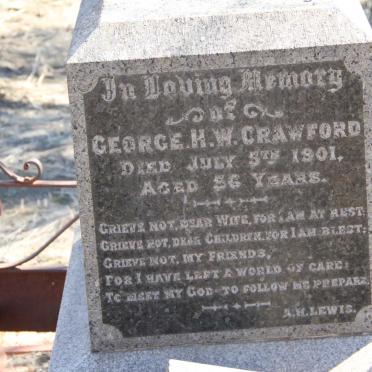 In Loving Memory
of
GEORGE. H. W. CRAWFORD
DIED JULY 5TH 1901,
AGED 56 YEARS.
GRIEVE NOT, DEAR WIFE, FOR I AM AT REST,
GRIEVE NOT, DEAR CHILDREN, FOR I AM BLEST;
GRIEVE NOT, MY FRIENDS,
FOR I HAVE LEFT A WORLD OF CARE;
TO MEET MY GOD - TO FOLLOW ME PREPARE.
A.H. LEWIS.